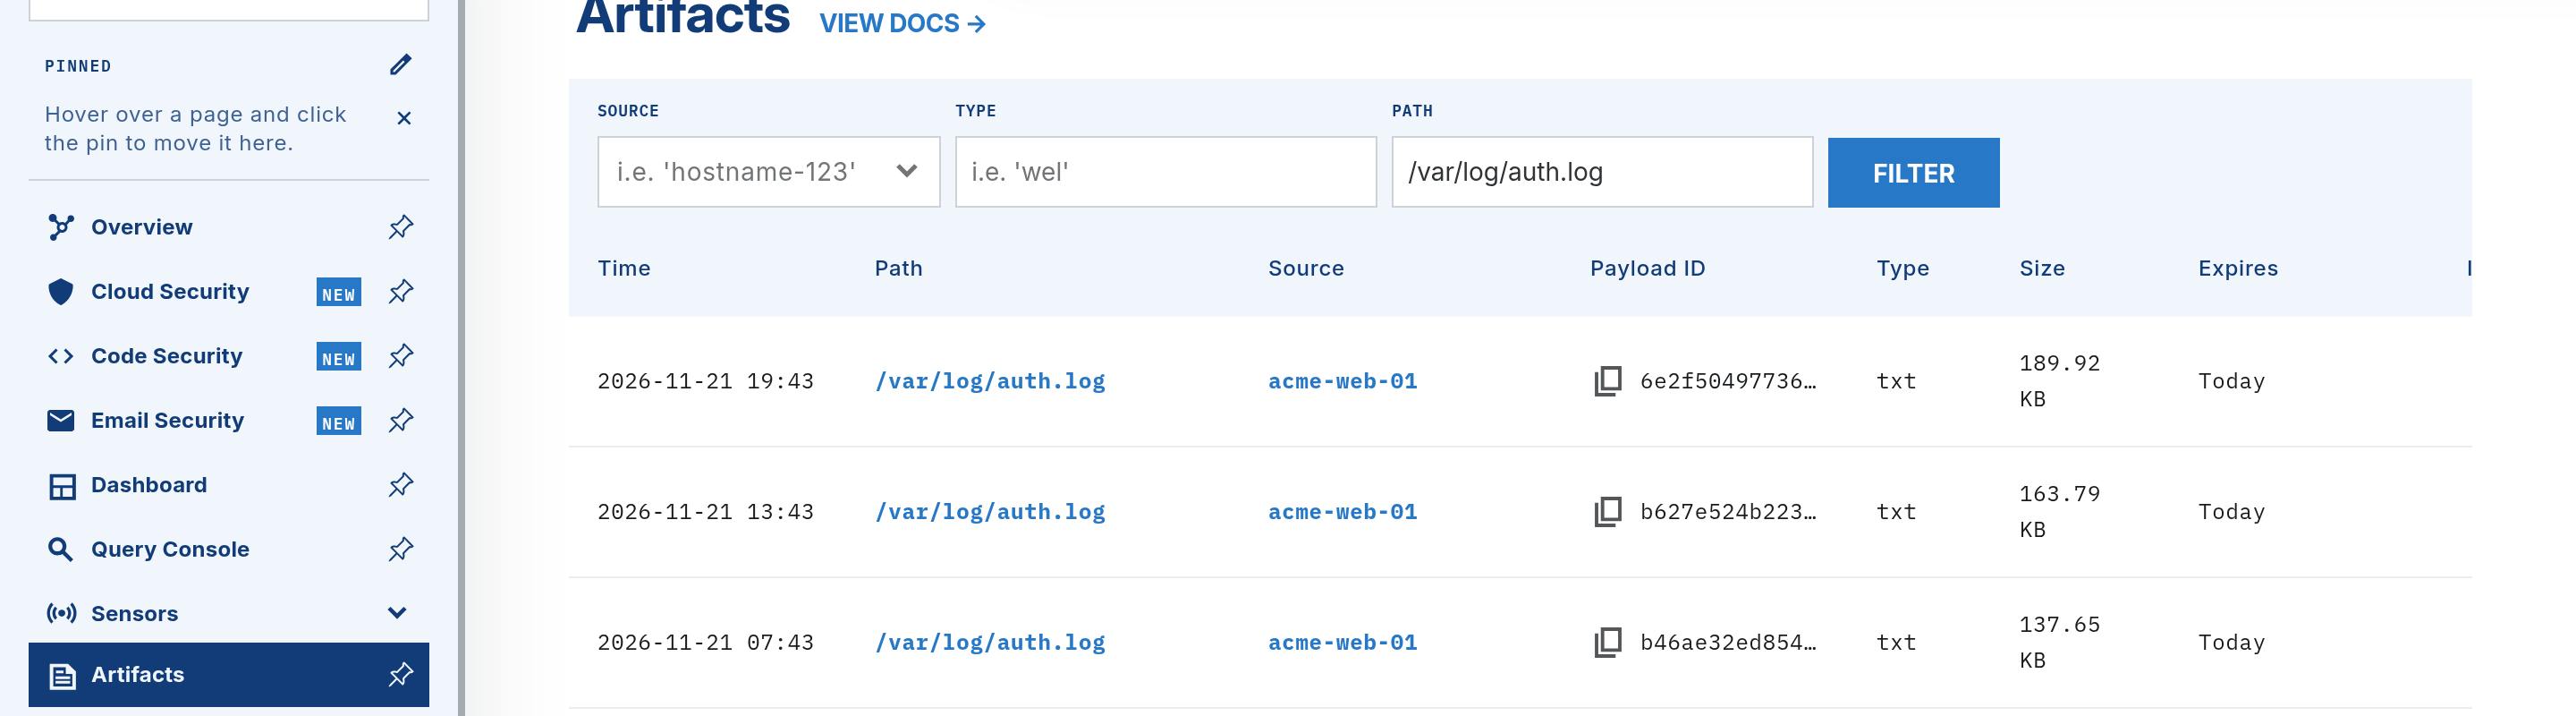 PINNED
Hover over a page and click
the pin to move it here.
Overview
Cloud Security NEW
Code Security NEW
Email Security NEW
Dashboard
Query Console
Sensors
Artifacts
Artifacts VIEW DOCS →
SOURCE TYPE PATH
i.e. 'hostname-123' i.e. 'wel' /var/log/auth.log FILTER
Time Path Source Payload ID Type Size Expires
2026-11-21 19:43 /var/log/auth.log acme-web-01 6e2f50497736… txt 189.92 KB Today
2026-11-21 13:43 /var/log/auth.log acme-web-01 b627e524b223… txt 163.79 KB Today
2026-11-21 07:43 /var/log/auth.log acme-web-01 b46ae32ed854… txt 137.65 KB Today